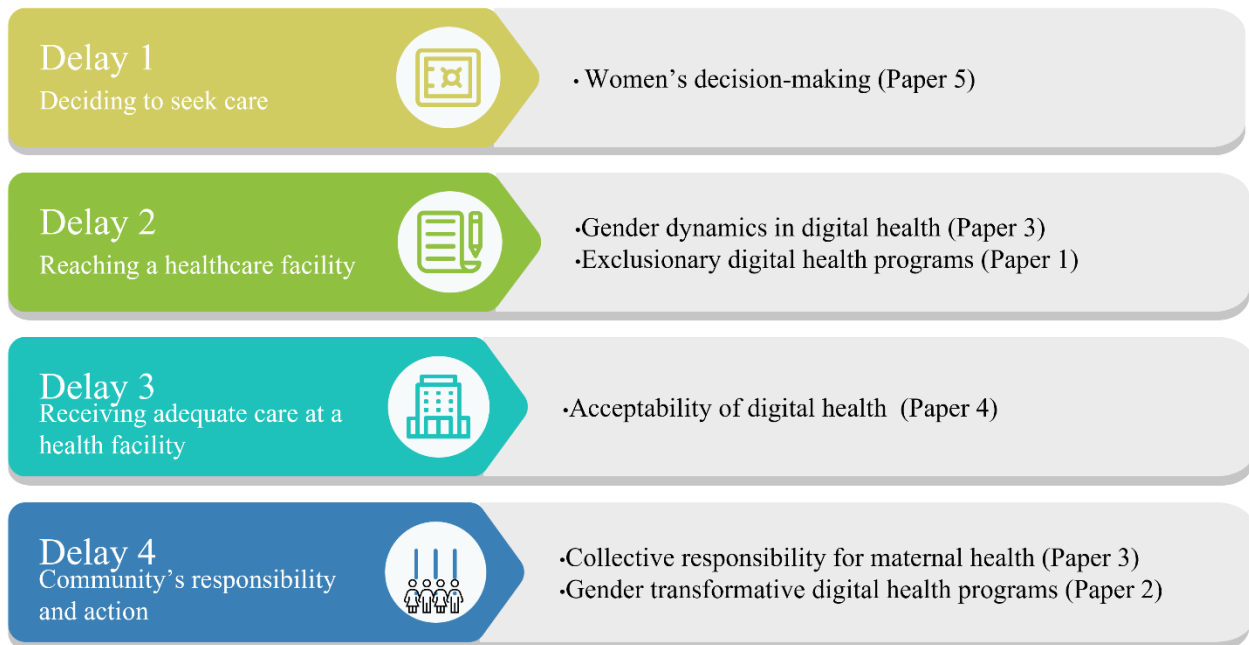 Delay 1
Deciding to seek care
· Women’s decision-making (Paper 5)
Delay 2
Reaching a healthcare facility
·Gender dynamics in digital health (Paper 3)
·Exclusionary digital health programs (Paper 1)
Delay 3
Receiving adequate care at a
health facility
·Acceptability of digital health  (Paper 4)
Delay 4
Community’s responsibility
and action
·Collective responsibility for maternal health (Paper 3)
·Gender transformative digital health programs (Paper 2)